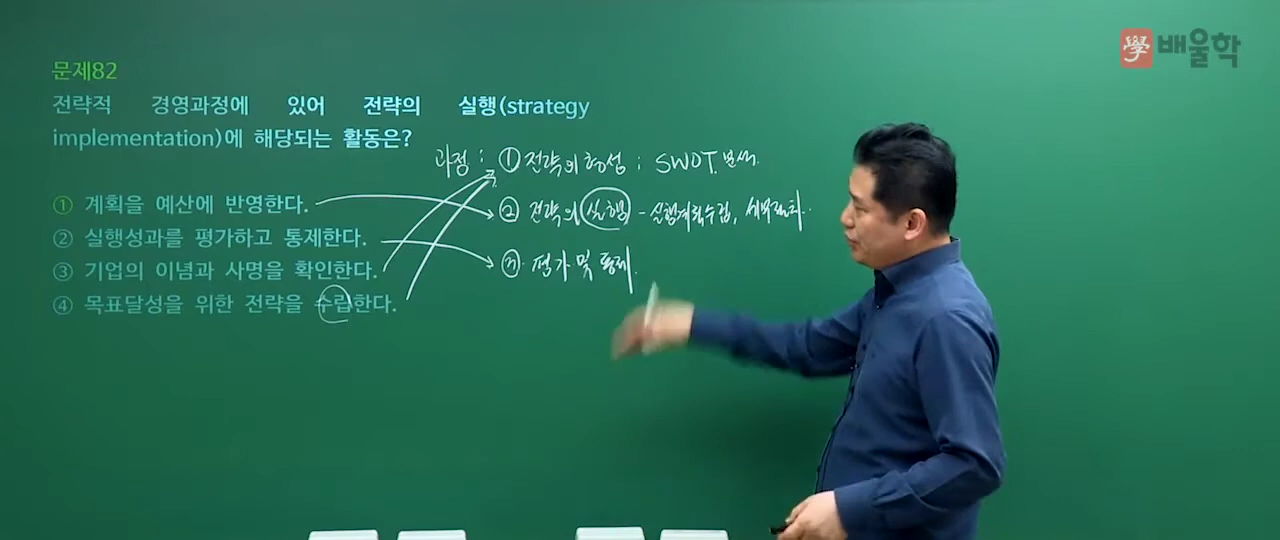 學 배울학
문제82
전략적 경영과정에 있어 전략의 실행(strategy
implementation)에 해당되는 활동은?
① 계획을 예산에 반영한다.
② 실행성과를 평가하고 통제한다.
③ 기업의 이념과 사명을 확인한다.
④ 목표달성을 위한 전략을 수립한다.
과정 : ① 전략의 형성 ; SWOT 분석.
② 전략의 실행 - 실행계획수립,
평가 및 통제.